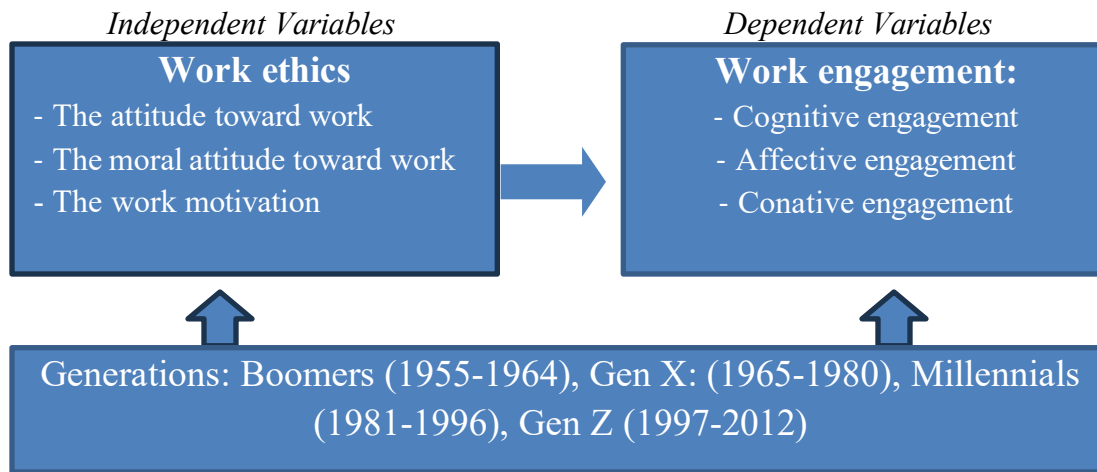 Independent Variables
Dependent Variables
Work ethics
- The attitude toward work
- The moral attitude toward work
- The work motivation
Work engagement:
- Cognitive engagement
- Affective engagement
- Conative engagement
Generations: Boomers (1955-1964), Gen X: (1965-1980), Millennials
(1981-1996), Gen Z (1997-2012)